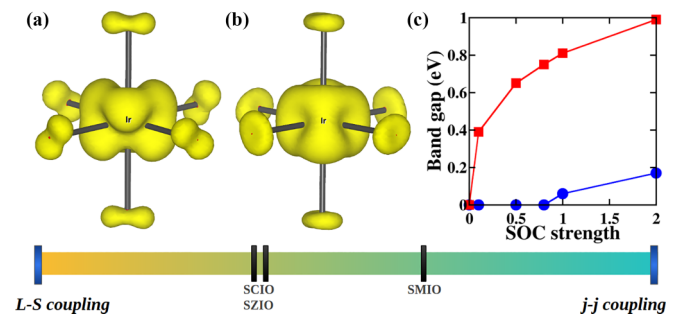 (a)
Ir
(b)
Ir
(c)
Band gap (eV)
1
0.8
0.6
0.4
0.2
0
0
0.5
1.0
1.5
2
SOC strength
SCIO
SZIO
SMIO
L-S coupling
j-j coupling